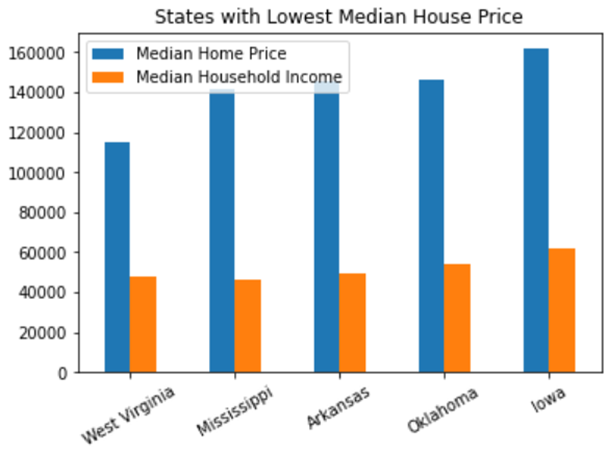 States with Lowest Median House Price
Median Home Price
Median Household Income
160000
140000
120000
100000
80000
60000
40000
20000
0
West Virginia
Mississippi
Arkansas
Oklahoma
Iowa